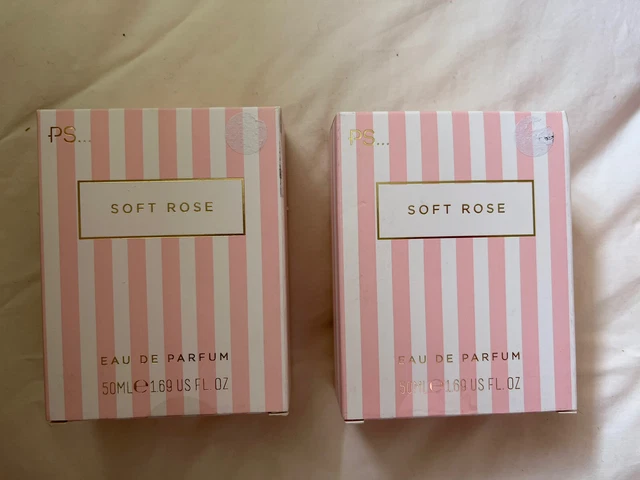 PS...
SOFT ROSE
EAU DE PARFUM
50ML℮1.69 US FL. OZ
PS...
SOFT ROSE
EAU DE PARFUM
50ML℮1.69 US FL. OZ